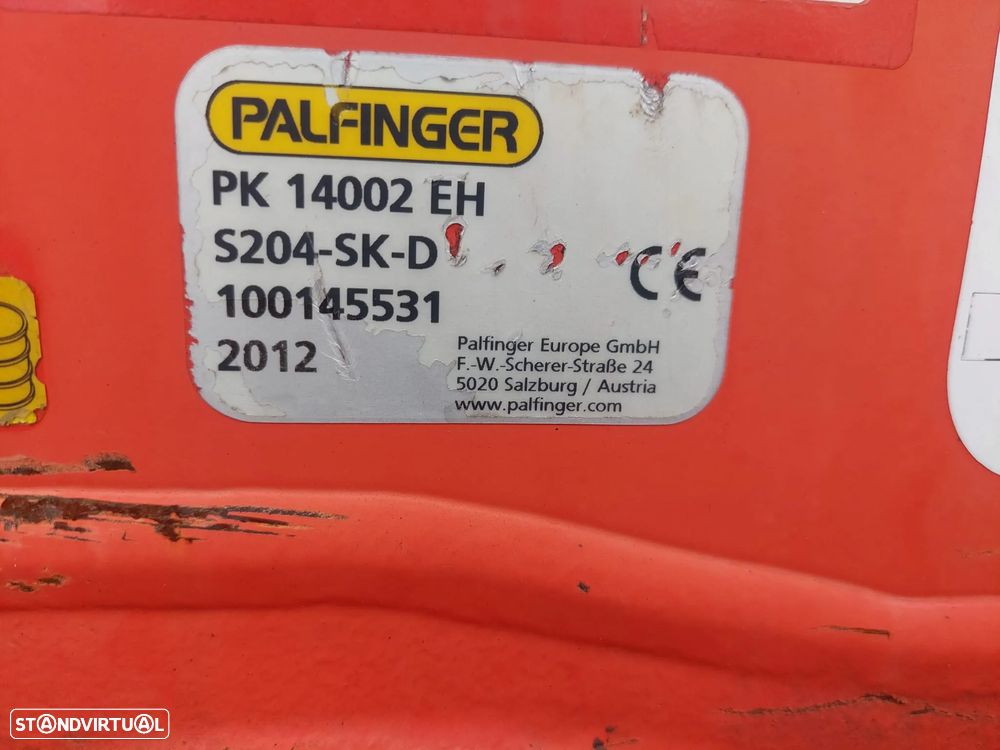 PALFINGER
PK 14002 EH
S204-SK-D
100145531
2012
CE
Palfinger Europe GmbH
F.-W.-Scherer-Straße 24
5020 Salzburg / Austria
www.palfinger.com
STANDVIRTUAL